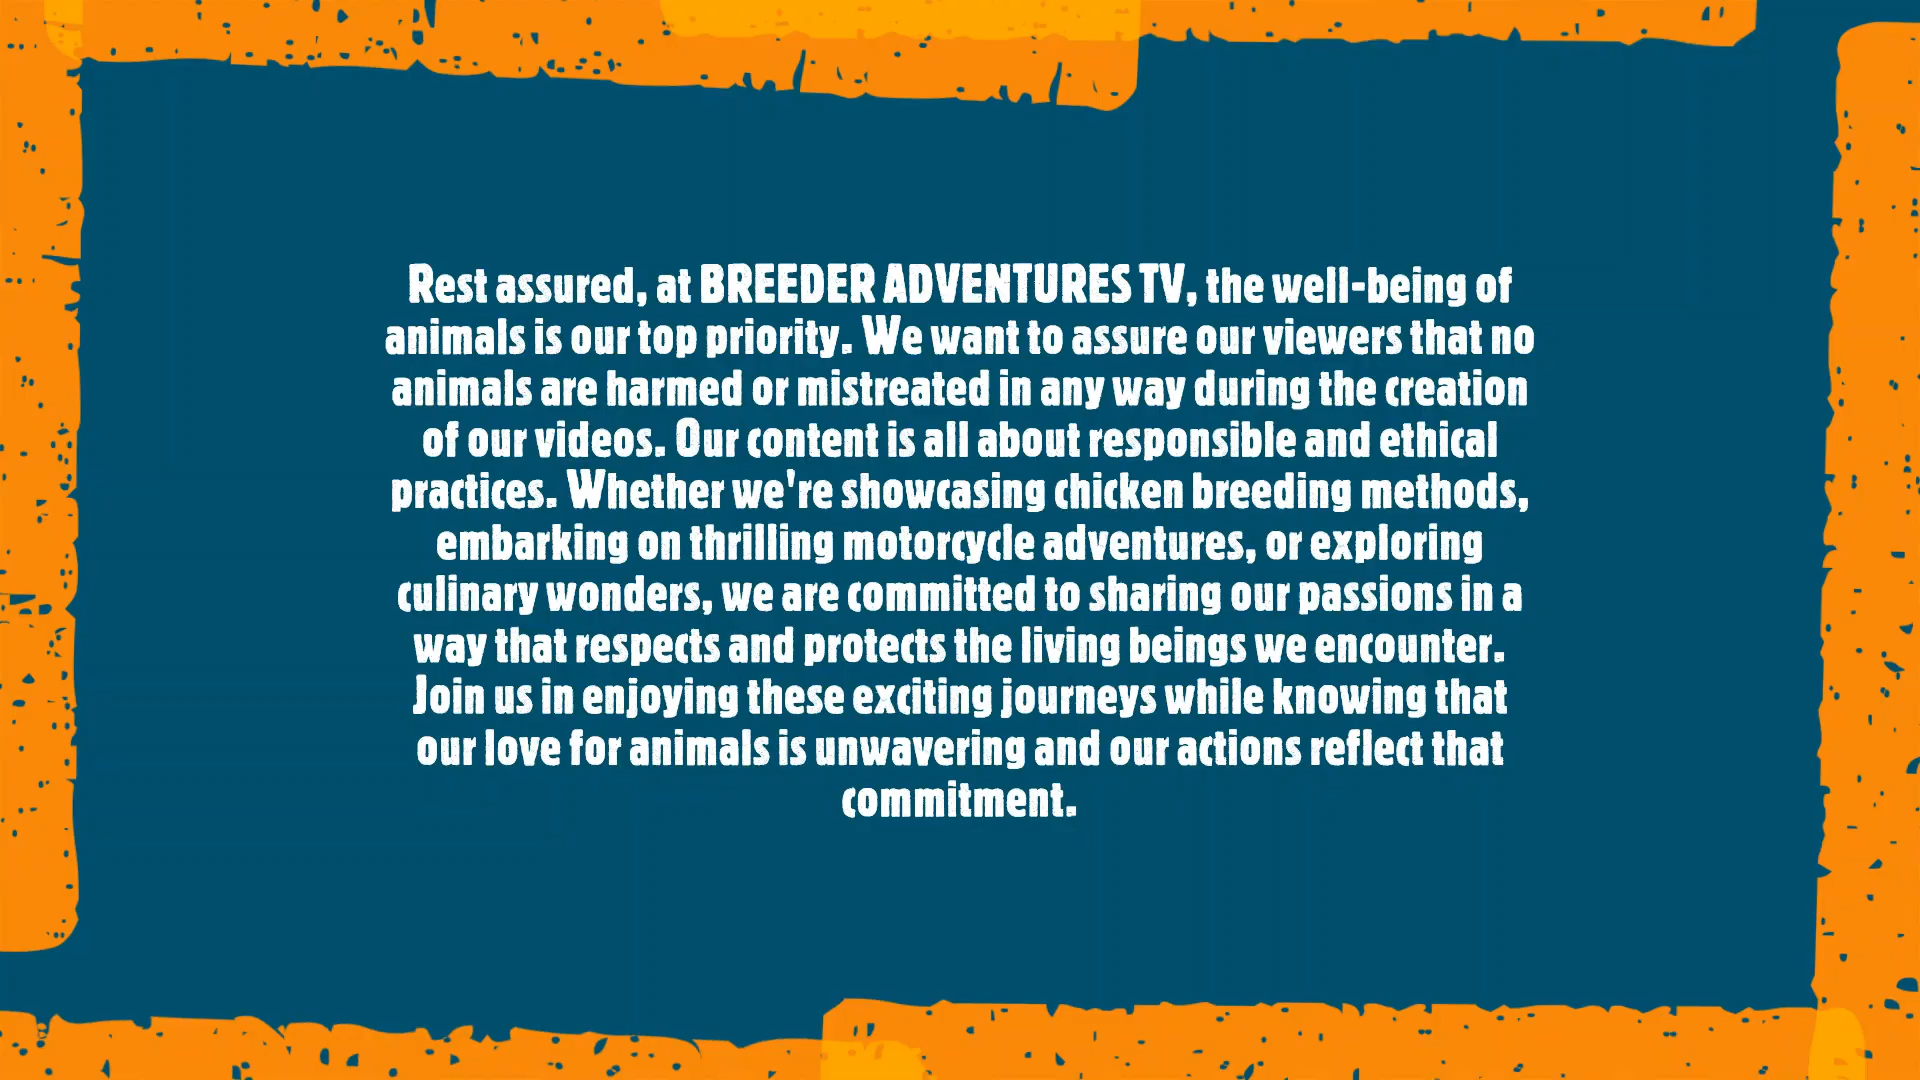 Rest assured, at BREEDER ADVENTURES TV, the well-being of
animals is our top priority. We want to assure our viewers that no
animals are harmed or mistreated in any way during the creation
of our videos. Our content is all about responsible and ethical
practices. Whether we're showcasing chicken breeding methods,
embarking on thrilling motorcycle adventures, or exploring
culinary wonders, we are committed to sharing our passions in a
way that respects and protects the living beings we encounter.
Join us in enjoying these exciting journeys while knowing that
our love for animals is unwavering and our actions reflect that
commitment.